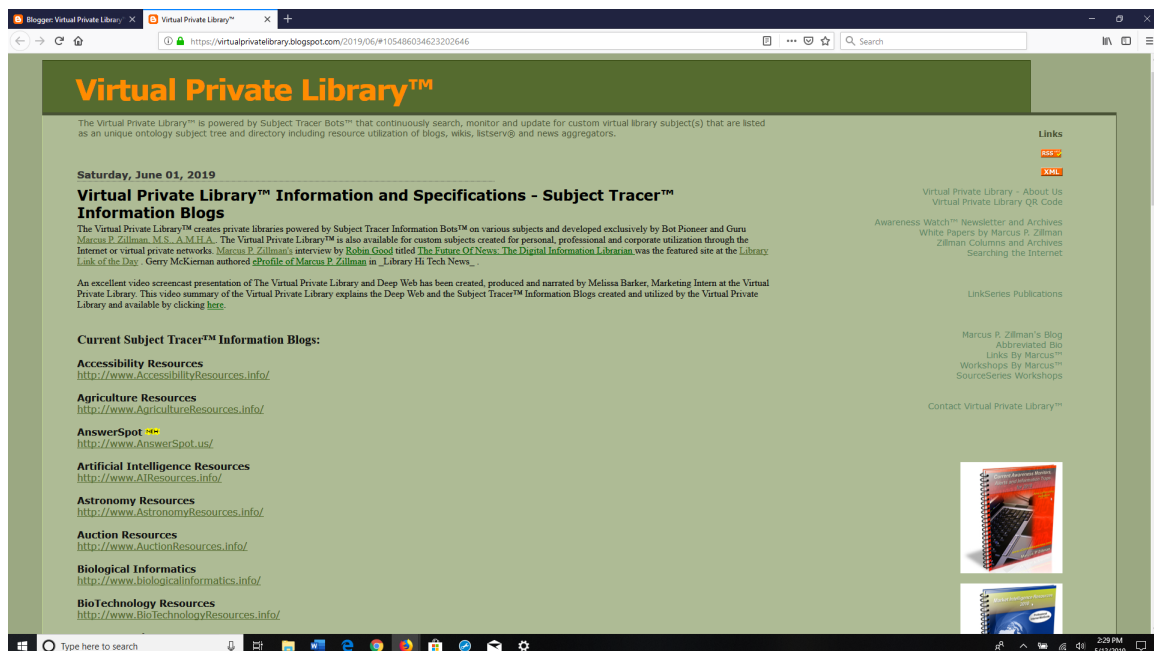 Blogger: Virtual Private Library
Virtual Private Library™
https://virtualprivatelibrary.blogspot.com/2019/06/#105486034623202646
Search
Virtual Private Library™
The Virtual Private Library™ is powered by Subject Tracer Bots™ that continuously search, monitor and update for custom virtual library subject(s) that are listed
as an unique ontology subject tree and directory including resource utilization of blogs, wikis, listserv® and news aggregators.
Saturday, June 01, 2019
Virtual Private Library™ Information and Specifications - Subject Tracer™
Information Blogs
The Virtual Private Library™ creates private libraries powered by Subject Tracer Information Bots™ on various subjects and developed exclusively by Bot Pioneer and Guru
Marcus P. Zillman, M.S., A.M.H.A.. The Virtual Private Library™ is also available for custom subjects created for personal, professional and corporate utilization through the
Internet or virtual private networks. Marcus P. Zillman's interview by Robin Good titled The Future Of News: The Digital Information Librarian was the featured site at the Library
Link of the Day . Gerry McKiernan authored eProfile of Marcus P. Zillman in _Library Hi Tech News_ .
An excellent video screencast presentation of The Virtual Private Library and Deep Web has been created, produced and narrated by Melissa Barker, Marketing Intern at the Virtual
Private Library. This video summary of the Virtual Private Library explains the Deep Web and the Subject Tracer™ Information Blogs created and utilized by the Virtual Private
Library and available by clicking here.
Current Subject Tracer™ Information Blogs:
Accessibility Resources
http://www.AccessibilityResources.info/
Agriculture Resources
http://www.AgricultureResources.info/
AnswerSpot NEW
http://www.AnswerSpot.us/
Artificial Intelligence Resources
http://www.AIResources.info/
Astronomy Resources
http://www.AstronomyResources.info/
Auction Resources
http://www.AuctionResources.info/
Biological Informatics
http://www.biologicalinformatics.info/
BioTechnology Resources
http://www.BioTechnologyResources.info/
Links
RSS
XML
Virtual Private Library - About Us
Virtual Private Library QR Code
Awareness Watch™ Newsletter and Archives
White Papers by Marcus P. Zillman
Zillman Columns and Archives
Searching the Internet
LinkSeries Publications
Marcus P. Zillman's Blog
Abbreviated Bio
Links By Marcus™
Workshops By Marcus™
SourceSeries Workshops
Contact Virtual Private Library™
Type here to search
2:29 PM